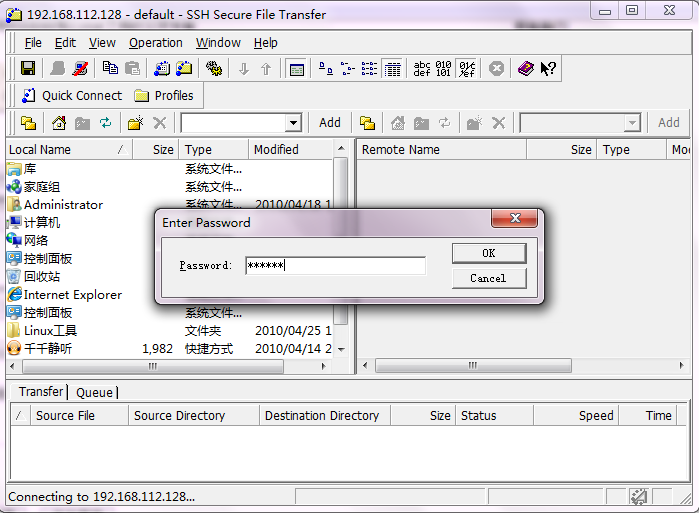 192.168.112.128 - default - SSH Secure File Transfer
File Edit View Operation Window Help
abc def 010 101
Quick Connect Profiles
Add Add
Local Name / Size Type Modified Remote Name Size Type Mo
库 系统文件...
家庭组 系统文件...
Administrator 系统文件... 2010/04/18 1
计算机
网络
控制面板
回收站
Internet Explorer
控制面板 系统文件...
Linux工具 文件夹 2010/04/25 1
千千静听 1,982 快捷方式 2010/04/14 2
Enter Password
Password: ******
OK
Cancel
Transfer Queue
/ Source File Source Directory Destination Directory Size Status Speed Time
Connecting to 192.168.112.128...